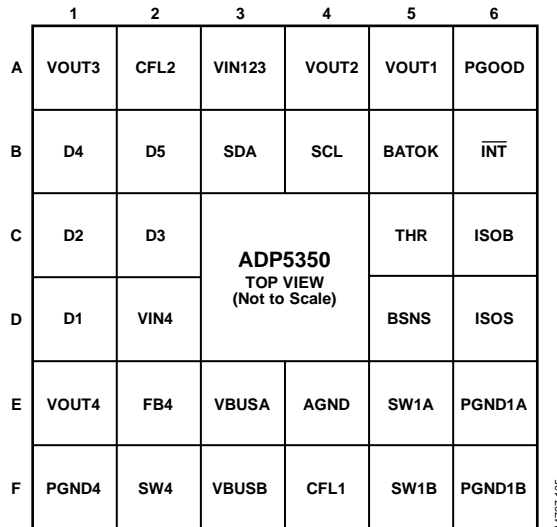 1 2 3 4 5 6
A VOUT3 CFL2 VIN123 VOUT2 VOUT1 PGOOD
B D4 D5 SDA SCL BATOK INT
C D2 D3 THR ISOB
ADP5350
TOP VIEW
(Not to Scale)
D D1 VIN4 BSNS ISOS
E VOUT4 FB4 VBUSA AGND SW1A PGND1A
F PGND4 SW4 VBUSB CFL1 SW1B PGND1B